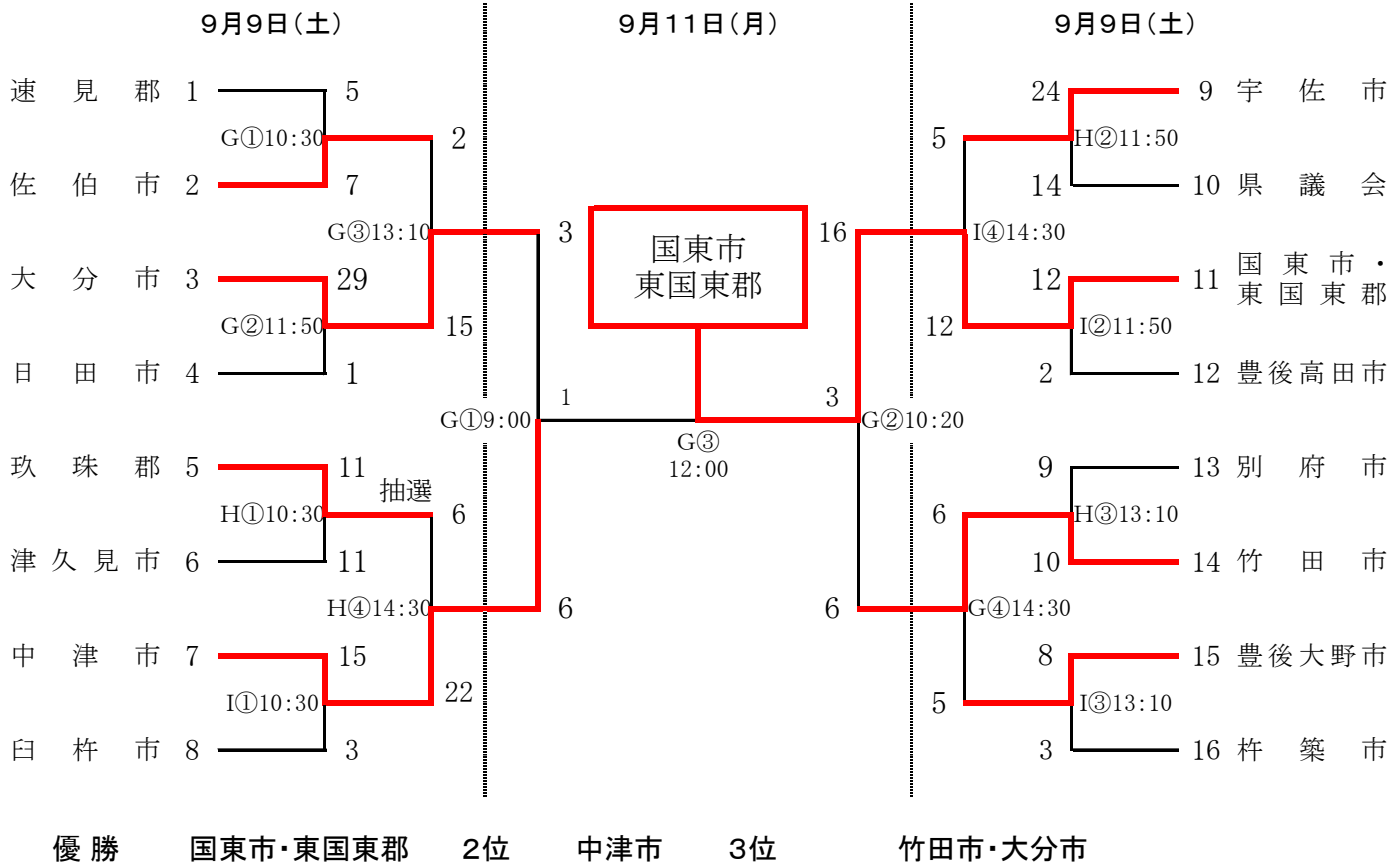 9月9日(土)
9月11日(月)
9月9日(土)
速見郡 1 5
G①10:30 2
佐伯市 2 7
G③13:10 3
大分市 3 29
G②11:50 15
日田市 4 1
G①9:00 1
玖珠郡 5 11
抽選
H①10:30 6
津久見市 6 11
H④14:30 6
中津市 7 15
I①10:30 22
臼杵市 8 3
国東市
東国東郡
G③
12:00
24 9 宇佐市
5 H②11:50
14 10 県議会
16 I④14:30
12 11 国東市・
東国東郡
12 I②11:50
2 12 豊後高田市
3 G②10:20
9 13 別府市
6 H③13:10
10 14 竹田市
6 G④14:30
8 15 豊後大野市
5 I③13:10
3 16 杵築市
優勝 国東市・東国東郡 2位 中津市 3位 竹田市・大分市